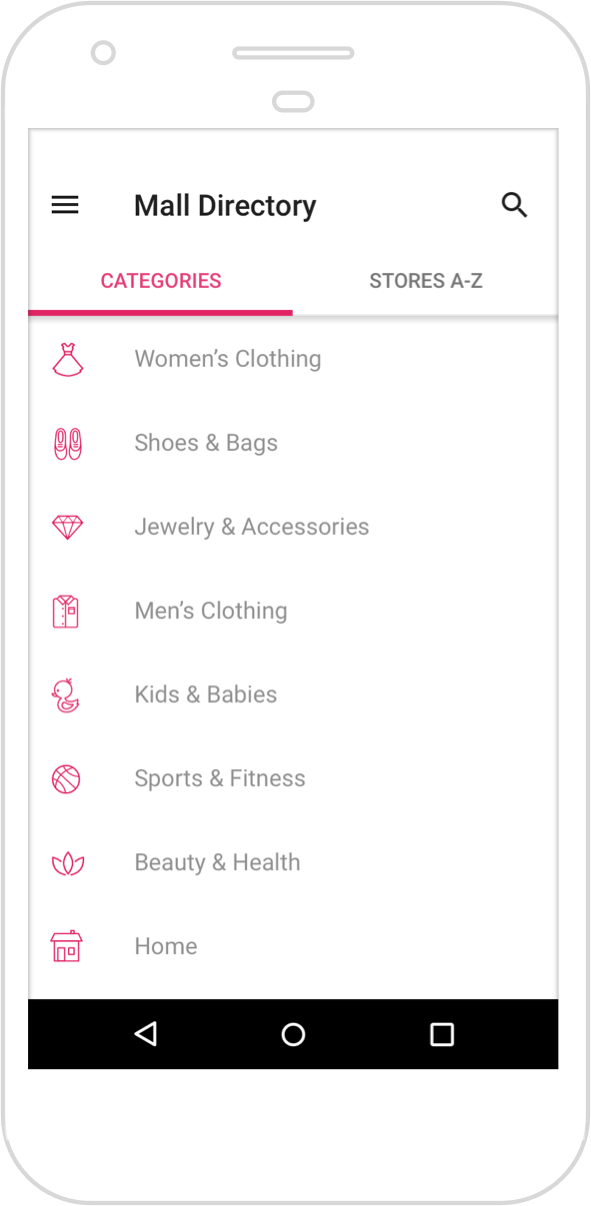 Mall Directory
CATEGORIES
STORES A-Z
Women’s Clothing
Shoes & Bags
Jewelry & Accessories
Men’s Clothing
Kids & Babies
Sports & Fitness
Beauty & Health
Home